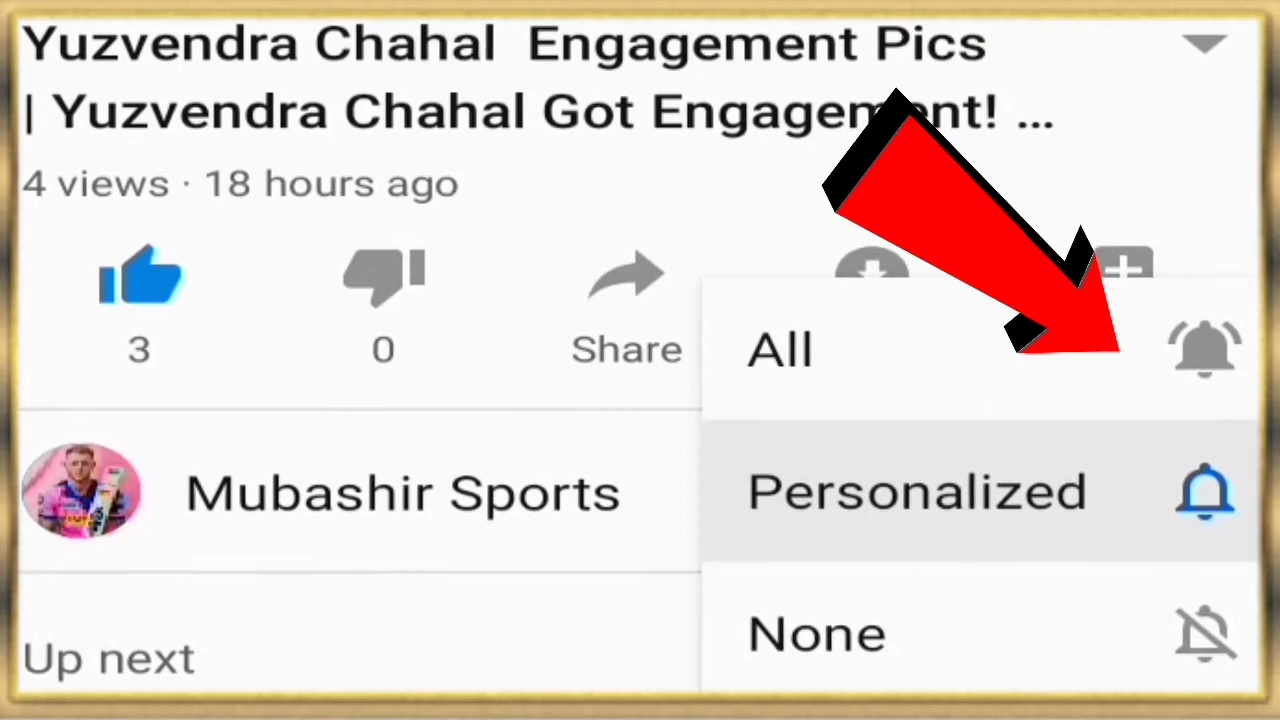 Yuzvendra Chahal Engagement Pics
| Yuzvendra Chahal Got Engagement! ...
4 views · 18 hours ago
3
0
Share
All
Mubashir Sports
Personalized
None
Up next